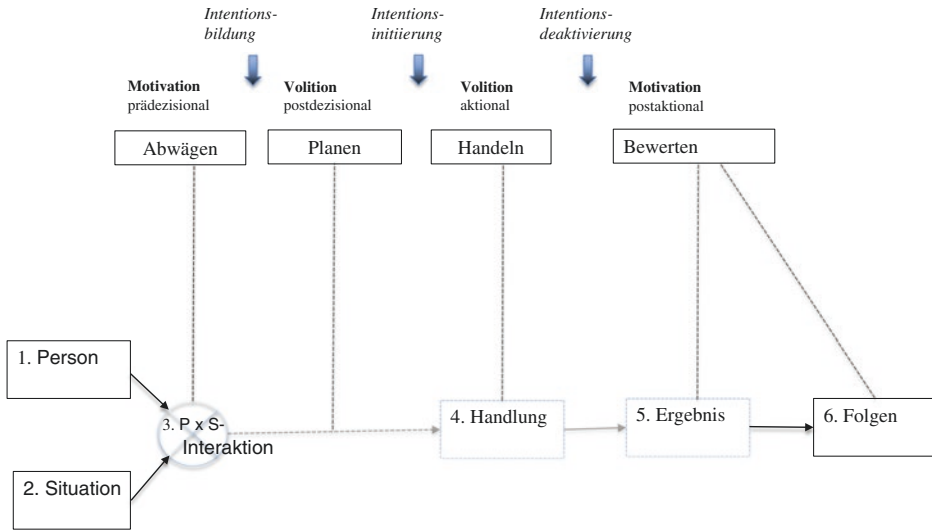 Intentions-
bildung
Intentions-
initiierung
Intentions-
deaktivierung
Motivation
prädezisional
Volition
postdezisional
Volition
aktional
Motivation
postaktional
Abwägen
Planen
Handeln
Bewerten
1. Person
3. P x S-
Interaktion
4. Handlung
5. Ergebnis
6. Folgen
2. Situation